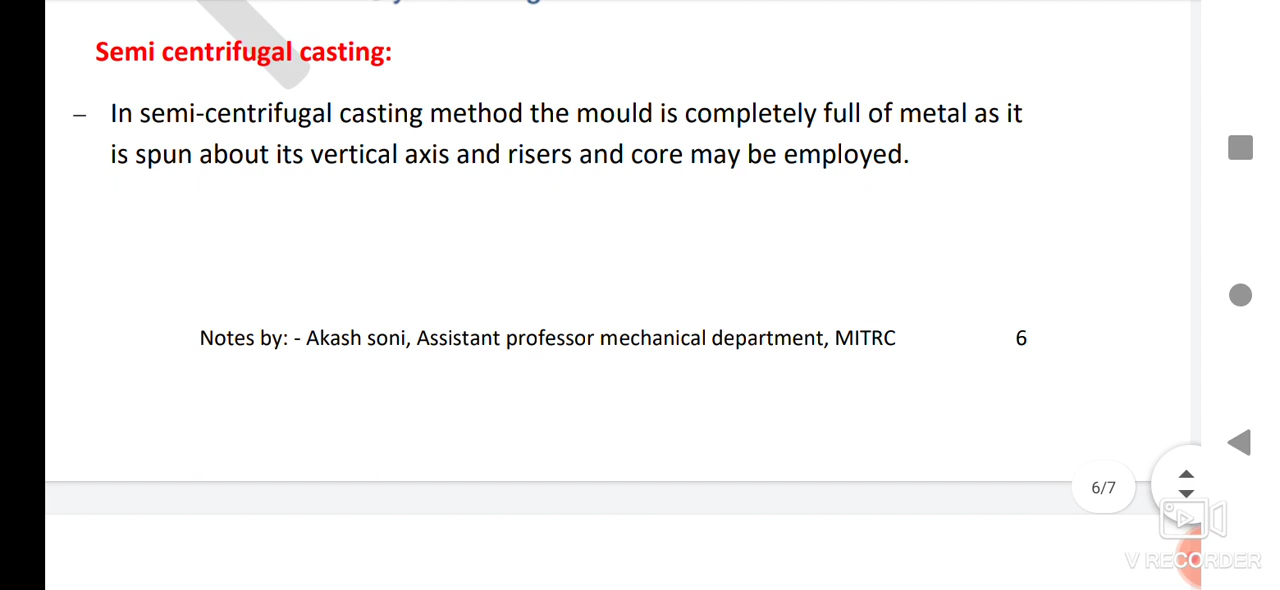 Semi centrifugal casting:
– In semi-centrifugal casting method the mould is completely full of metal as it
is spun about its vertical axis and risers and core may be employed.
Notes by: - Akash soni, Assistant professor mechanical department, MITRC 6
6/7
V RECORDER